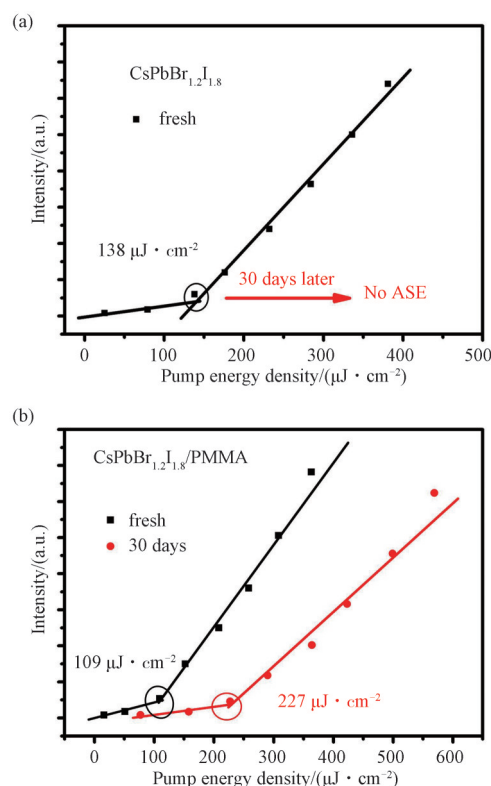 (a)
CsPbBr₁.₂I₁.₈
fresh
138 μJ·cm⁻²
30 days later
No ASE
Intensity/(a.u.)
0 100 200 300 400 500
Pump energy density/(μJ·cm⁻²)
(b)
CsPbBr₁.₂I₁.₈/PMMA
fresh
30 days
109 μJ·cm⁻²
227 μJ·cm⁻²
Intensity/(a.u.)
0 100 200 300 400 500 600
Pump energy density/(μJ·cm⁻²)